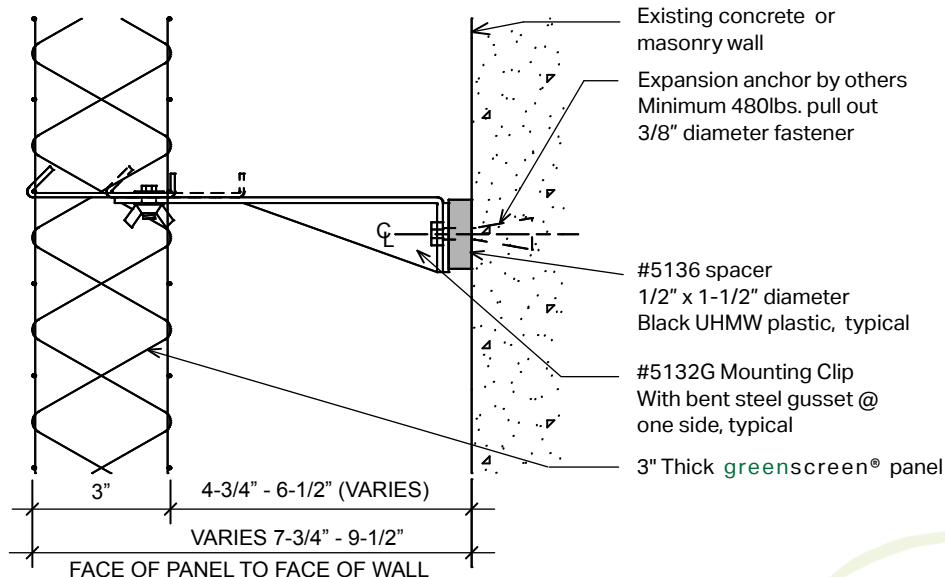 Existing concrete or
masonry wall
Expansion anchor by others
Minimum 480lbs. pull out
3/8" diameter fastener
℄
#5136 spacer
1/2" x 1-1/2" diameter
Black UHMW plastic, typical
#5132G Mounting Clip
With bent steel gusset @
one side, typical
3" Thick greenscreen® panel
3"
4-3/4" - 6-1/2" (VARIES)
VARIES 7-3/4" - 9-1/2"
FACE OF PANEL TO FACE OF WALL